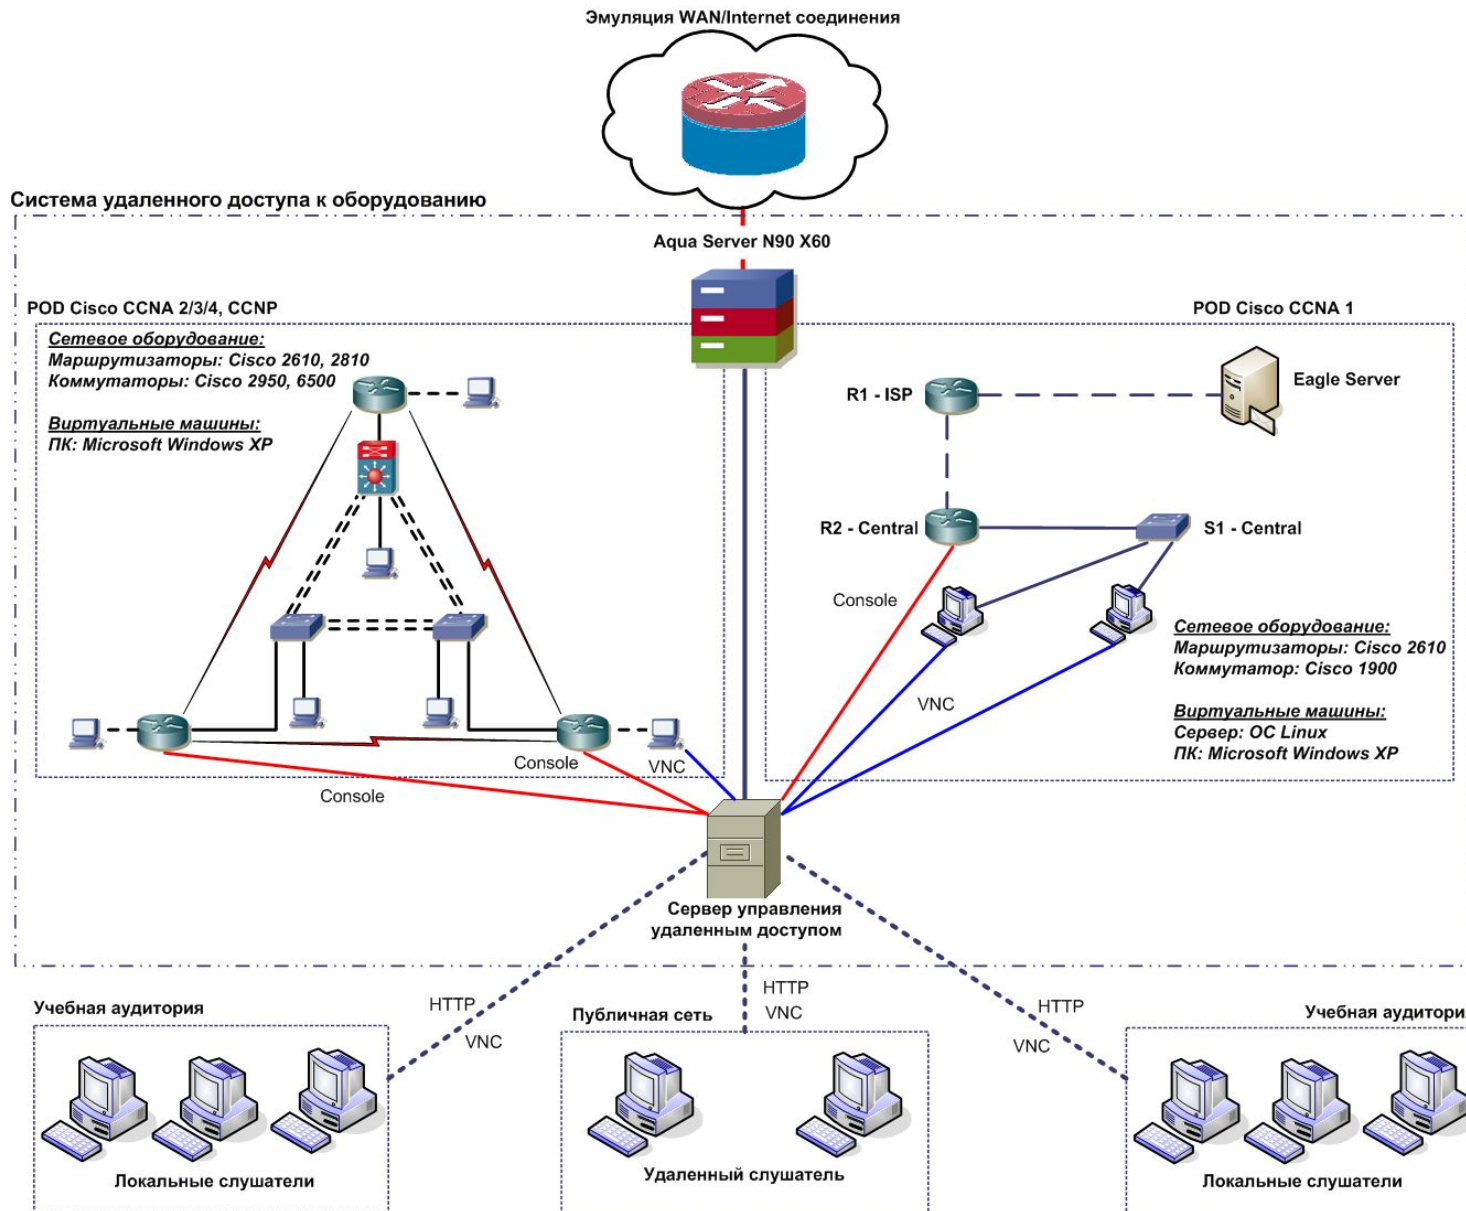 Эмуляция WAN/Internet соединения
Система удаленного доступа к оборудованию
Aqua Server N90 X60
POD Cisco CCNA 2/3/4, CCNP
Сетевое оборудование:
Маршрутизаторы: Cisco 2610, 2810
Коммутаторы: Cisco 2950, 6500
Виртуальные машины:
ПК: Microsoft Windows XP
POD Cisco CCNA 1
R1 - ISP
Eagle Server
R2 - Central
S1 - Central
Console
VNC
Сетевое оборудование:
Маршрутизаторы: Cisco 2610
Коммутатор: Cisco 1900
Виртуальные машины:
Сервер: ОС Linux
ПК: Microsoft Windows XP
Console
VNC
Console
Сервер управления
удаленным доступом
HTTP
VNC
HTTP
VNC
HTTP
VNC
Учебная аудитория
Локальные слушатели
Публичная сеть
Удаленный слушатель
Учебная аудитория
Локальные слушатели